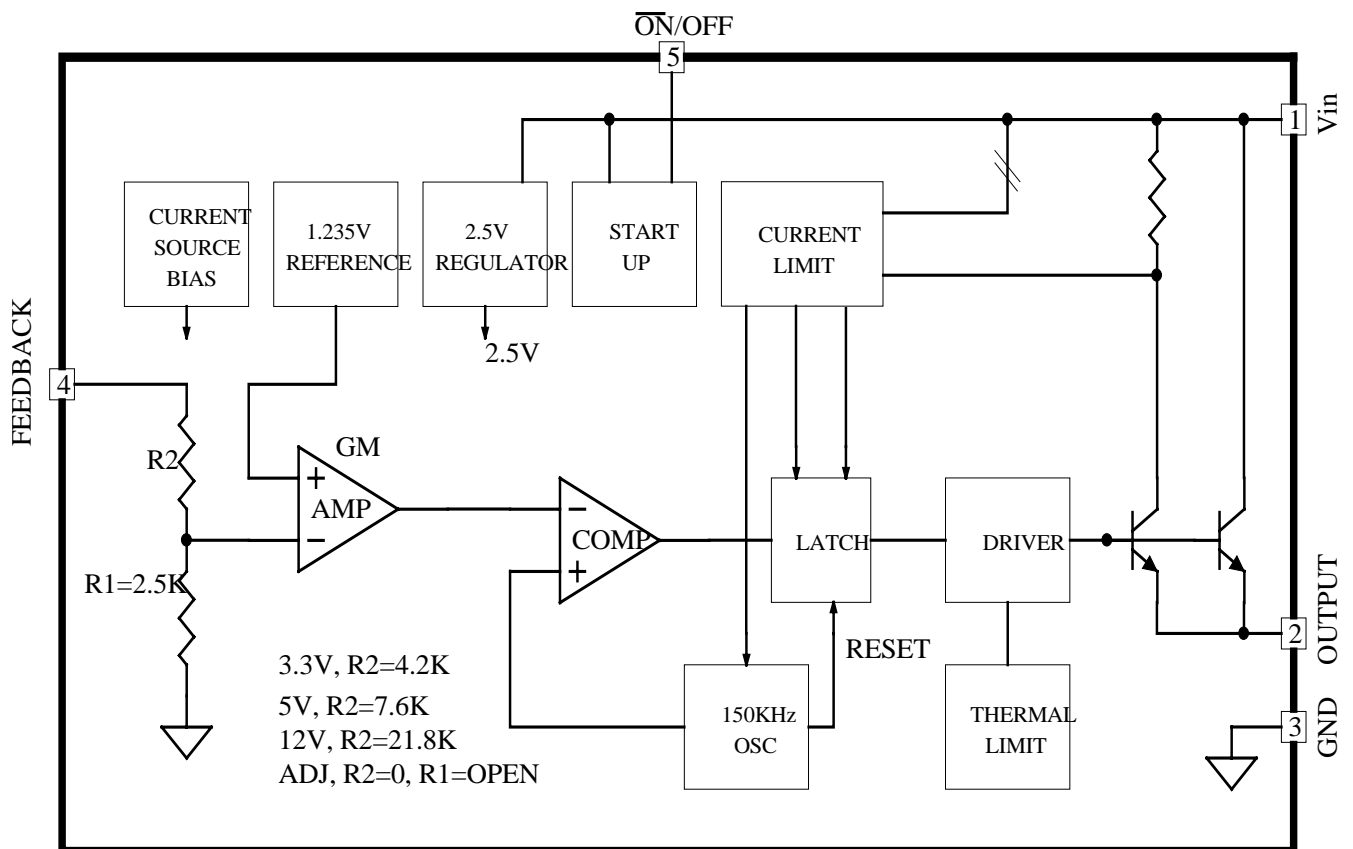 ON/OFF
5
1
Vin
CURRENT
SOURCE
BIAS
1.235V
REFERENCE
2.5V
REGULATOR
START
UP
CURRENT
LIMIT
2.5V
FEEDBACK
4
GM
R2
+
AMP
−
−
COMP
+
LATCH
DRIVER
R1=2.5K
RESET
2
OUTPUT
3.3V, R2=4.2K
5V, R2=7.6K
12V, R2=21.8K
ADJ, R2=0, R1=OPEN
150KHz
OSC
THERMAL
LIMIT
3
GND